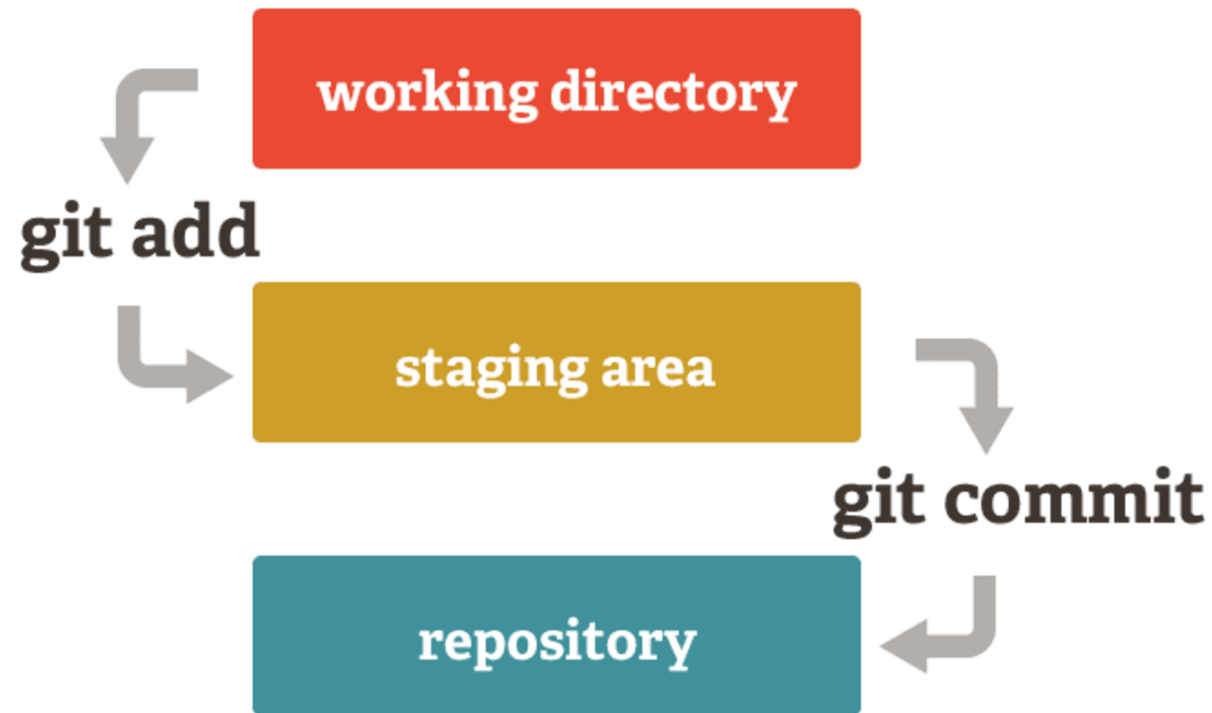 working directory
git add
staging area
git commit
repository